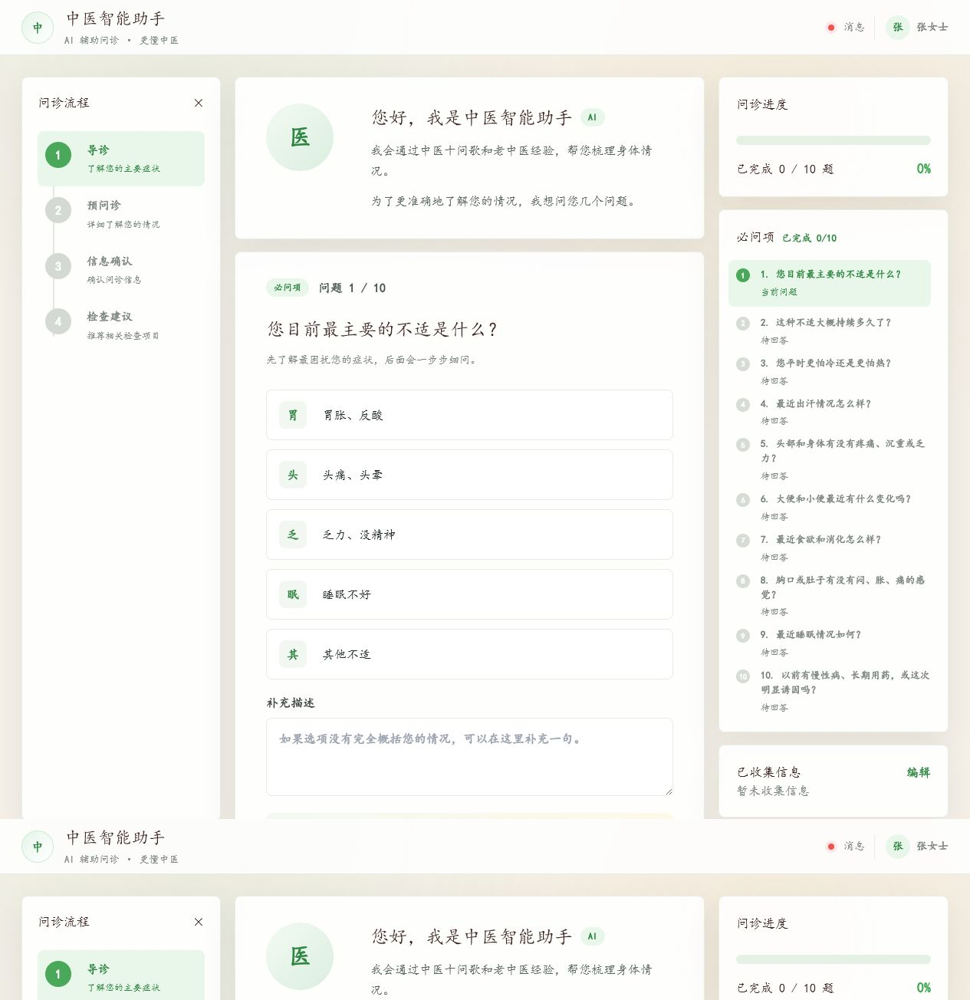 中
中医智能助手
AI 辅助问诊 • 更懂中医
消息
张
张女士
问诊流程
1
导诊
了解您的主要症状
2
预问诊
详细了解您的情况
3
信息确认
确认问诊信息
4
检查建议
推荐相关检查项目
医
您好，我是中医智能助手 AI
我会通过中医十问歌和老中医经验，帮您梳理身体情
况。
为了更准确地了解您的情况，我想问您几个问题。
必问项 问题 1 / 10
您目前最主要的不适是什么？
先了解最困扰您的症状，后面会一步步细问。
胃 胃胀、反酸
头 头痛、头晕
乏 乏力、没精神
眠 睡眠不好
其 其他不适
补充描述
如果选项没有完全概括您的情况，可以在这里补充一句。
问诊进度
已完成 0 / 10 题 0%
必问项 已完成 0/10
1 1. 您目前最主要的不适是什么？
当前问题
2 2. 这种不适大概持续多久了？
待回答
3 3. 您平时更怕冷还是更怕热？
待回答
4 4. 最近出汗情况怎么样？
待回答
5 5. 头部和身体有没有疼痛、沉重或乏
力？
待回答
6 6. 大便和小便最近有什么变化吗？
待回答
7 7. 最近食欲和消化怎么样？
待回答
8 8. 胸口或肚子有没有闷、胀、痛的感
觉？
待回答
9 9. 最近睡眠情况如何？
待回答
10 10. 以前有慢性病、长期用药，或这次
明显诱因吗？
待回答
已收集信息 编辑
暂未收集信息
中
中医智能助手
AI 辅助问诊 • 更懂中医
消息
张
张女士
问诊流程
1
导诊
了解您的主要症状
医
您好，我是中医智能助手 AI
我会通过中医十问歌和老中医经验，帮您梳理身体情
况。
问诊进度
已完成 0 / 10 题 0%